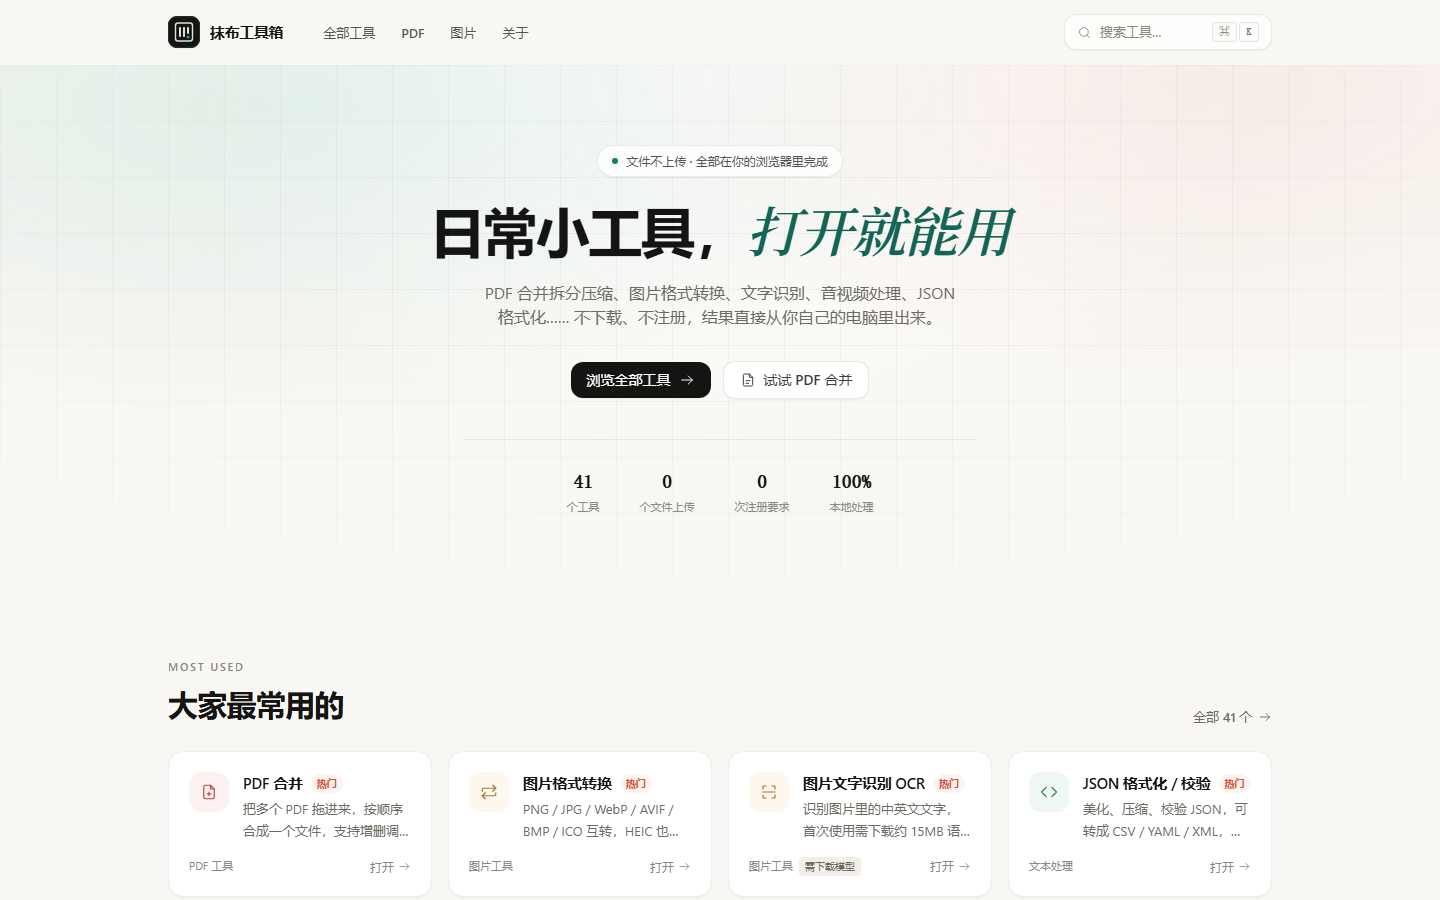 抹布工具箱
全部工具
PDF
图片
关于
搜索工具...
⌘ K
文件不上传 · 全部在你的浏览器里完成
日常小工具，打开就能用
PDF 合并拆分压缩、图片格式转换、文字识别、音视频处理、JSON
格式化...... 不下载、不注册，结果直接从你自己的电脑里出来。
浏览全部工具 →
试试 PDF 合并
41
个工具
0
个文件上传
0
次注册要求
100%
本地处理
MOST USED
大家最常用的
全部 41 个 →
PDF 合并 热门
把多个 PDF 拖进来，按顺序
合成一个文件，支持增删调...
PDF 工具
打开 →
图片格式转换 热门
PNG / JPG / WebP / AVIF /
BMP / ICO 互转，HEIC 也...
图片工具
打开 →
图片文字识别 OCR 热门
识别图片里的中英文文字，
首次使用需下载约 15MB 语...
图片工具 需下载模型
打开 →
JSON 格式化 / 校验 热门
美化、压缩、校验 JSON，可
转成 CSV / YAML / XML，...
文本处理
打开 →